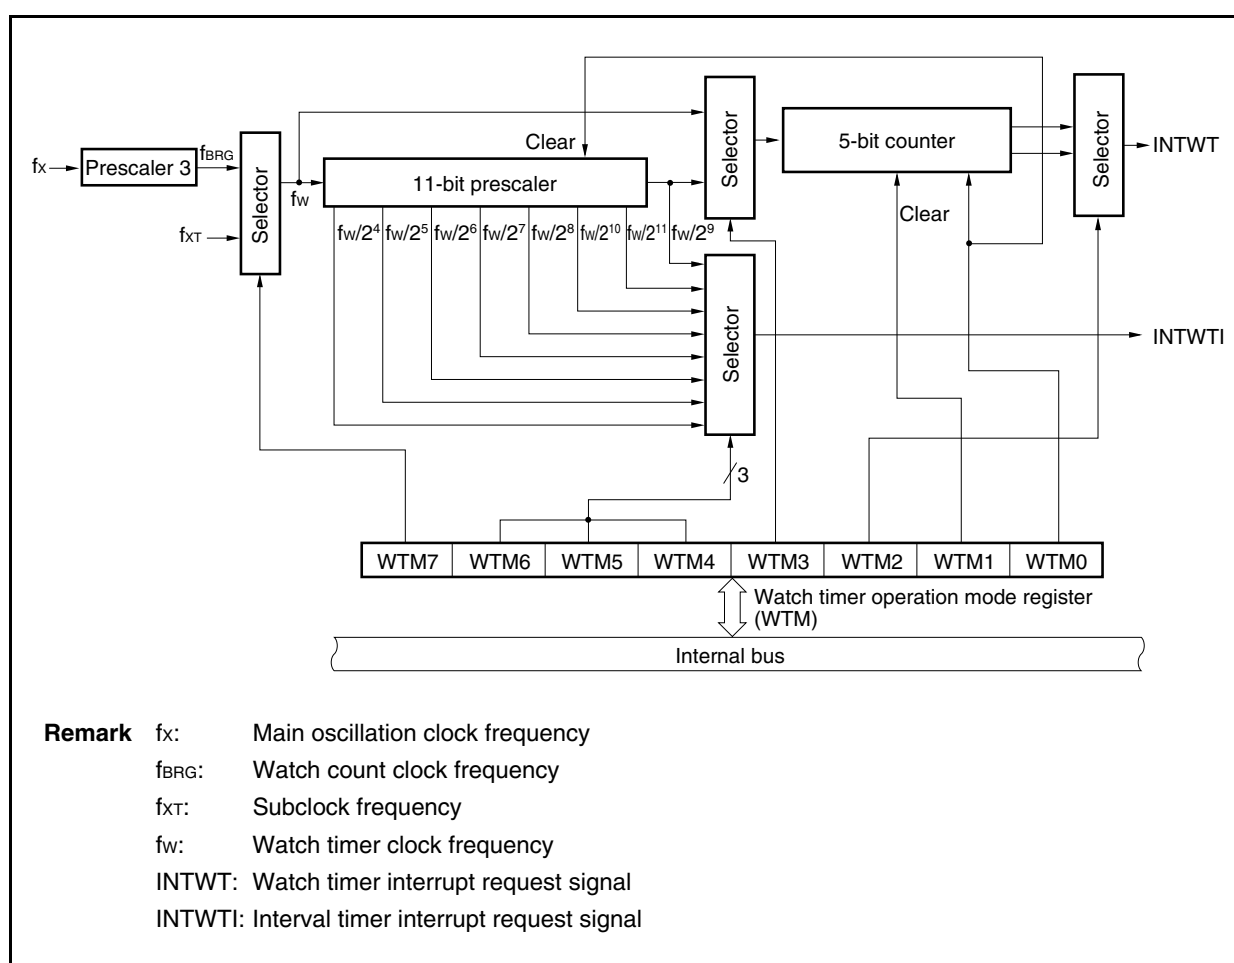 Selector
Clear
5-bit counter
Selector
INTWT
fX
Prescaler 3
fBRG
Selector
fW
11-bit prescaler
Clear
fXT
fW/2⁴ fW/2⁵ fW/2⁶ fW/2⁷ fW/2⁸ fW/2¹⁰ fW/2¹¹ fW/2⁹
Selector
INTWTI
3
WTM7 WTM6 WTM5 WTM4 WTM3 WTM2 WTM1 WTM0
Watch timer operation mode register
(WTM)
Internal bus
Remark fX: Main oscillation clock frequency
fBRG: Watch count clock frequency
fXT: Subclock frequency
fW: Watch timer clock frequency
INTWT: Watch timer interrupt request signal
INTWTI: Interval timer interrupt request signal